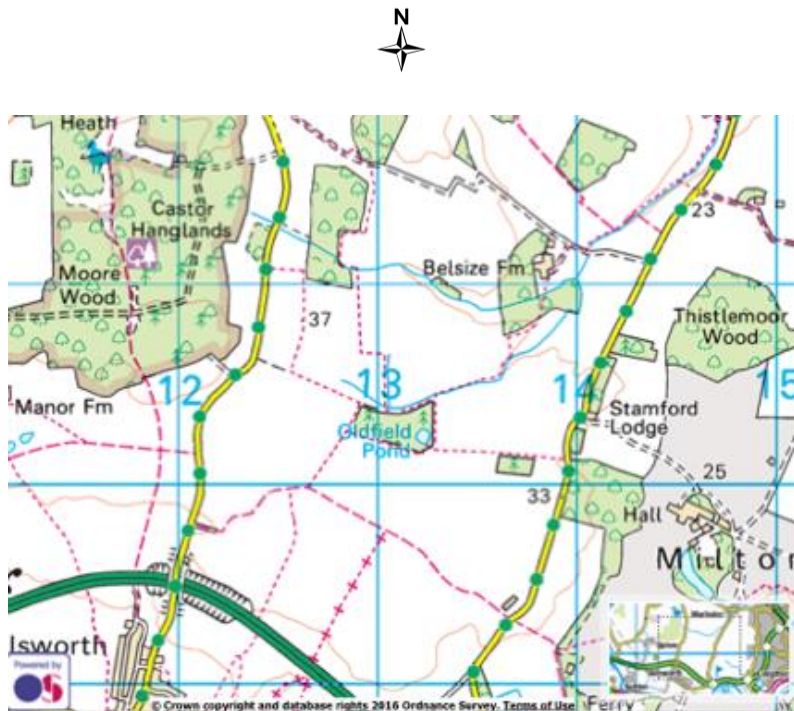 N
Heath
Castor
Hanglands
23
Belsize Fm
Moore
Wood
37
Thistlemoor
Wood
12
13
14
15
Manor Fm
Oldfield
Pond
Stamford
Lodge
33
25
Hall
Milton
lsworth
Powered by
OS
© Crown copyright and database rights 2016 Ordnance Survey. Terms of Use
Ferry